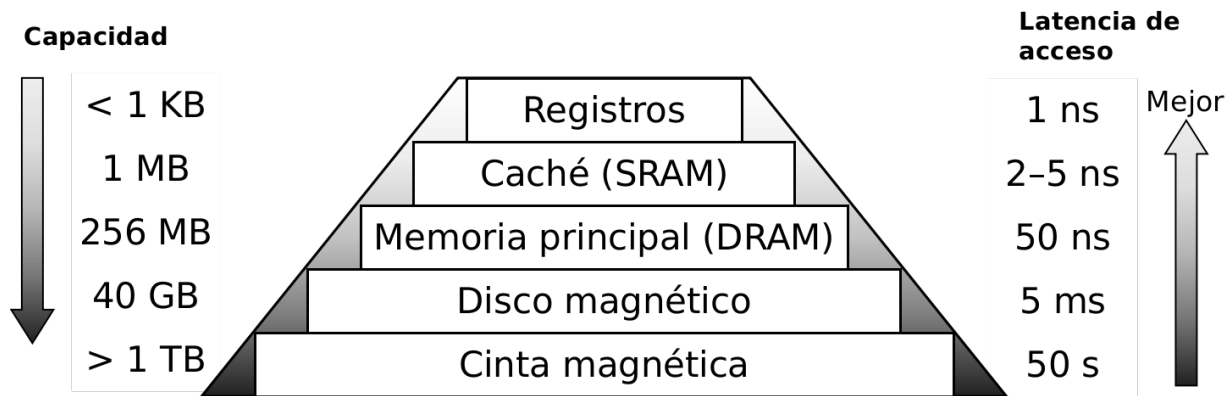 Capacidad
Latencia de
acceso
< 1 KB
Registros
1 ns
Mejor
1 MB
Caché (SRAM)
2–5 ns
256 MB
Memoria principal (DRAM)
50 ns
40 GB
Disco magnético
5 ms
> 1 TB
Cinta magnética
50 s